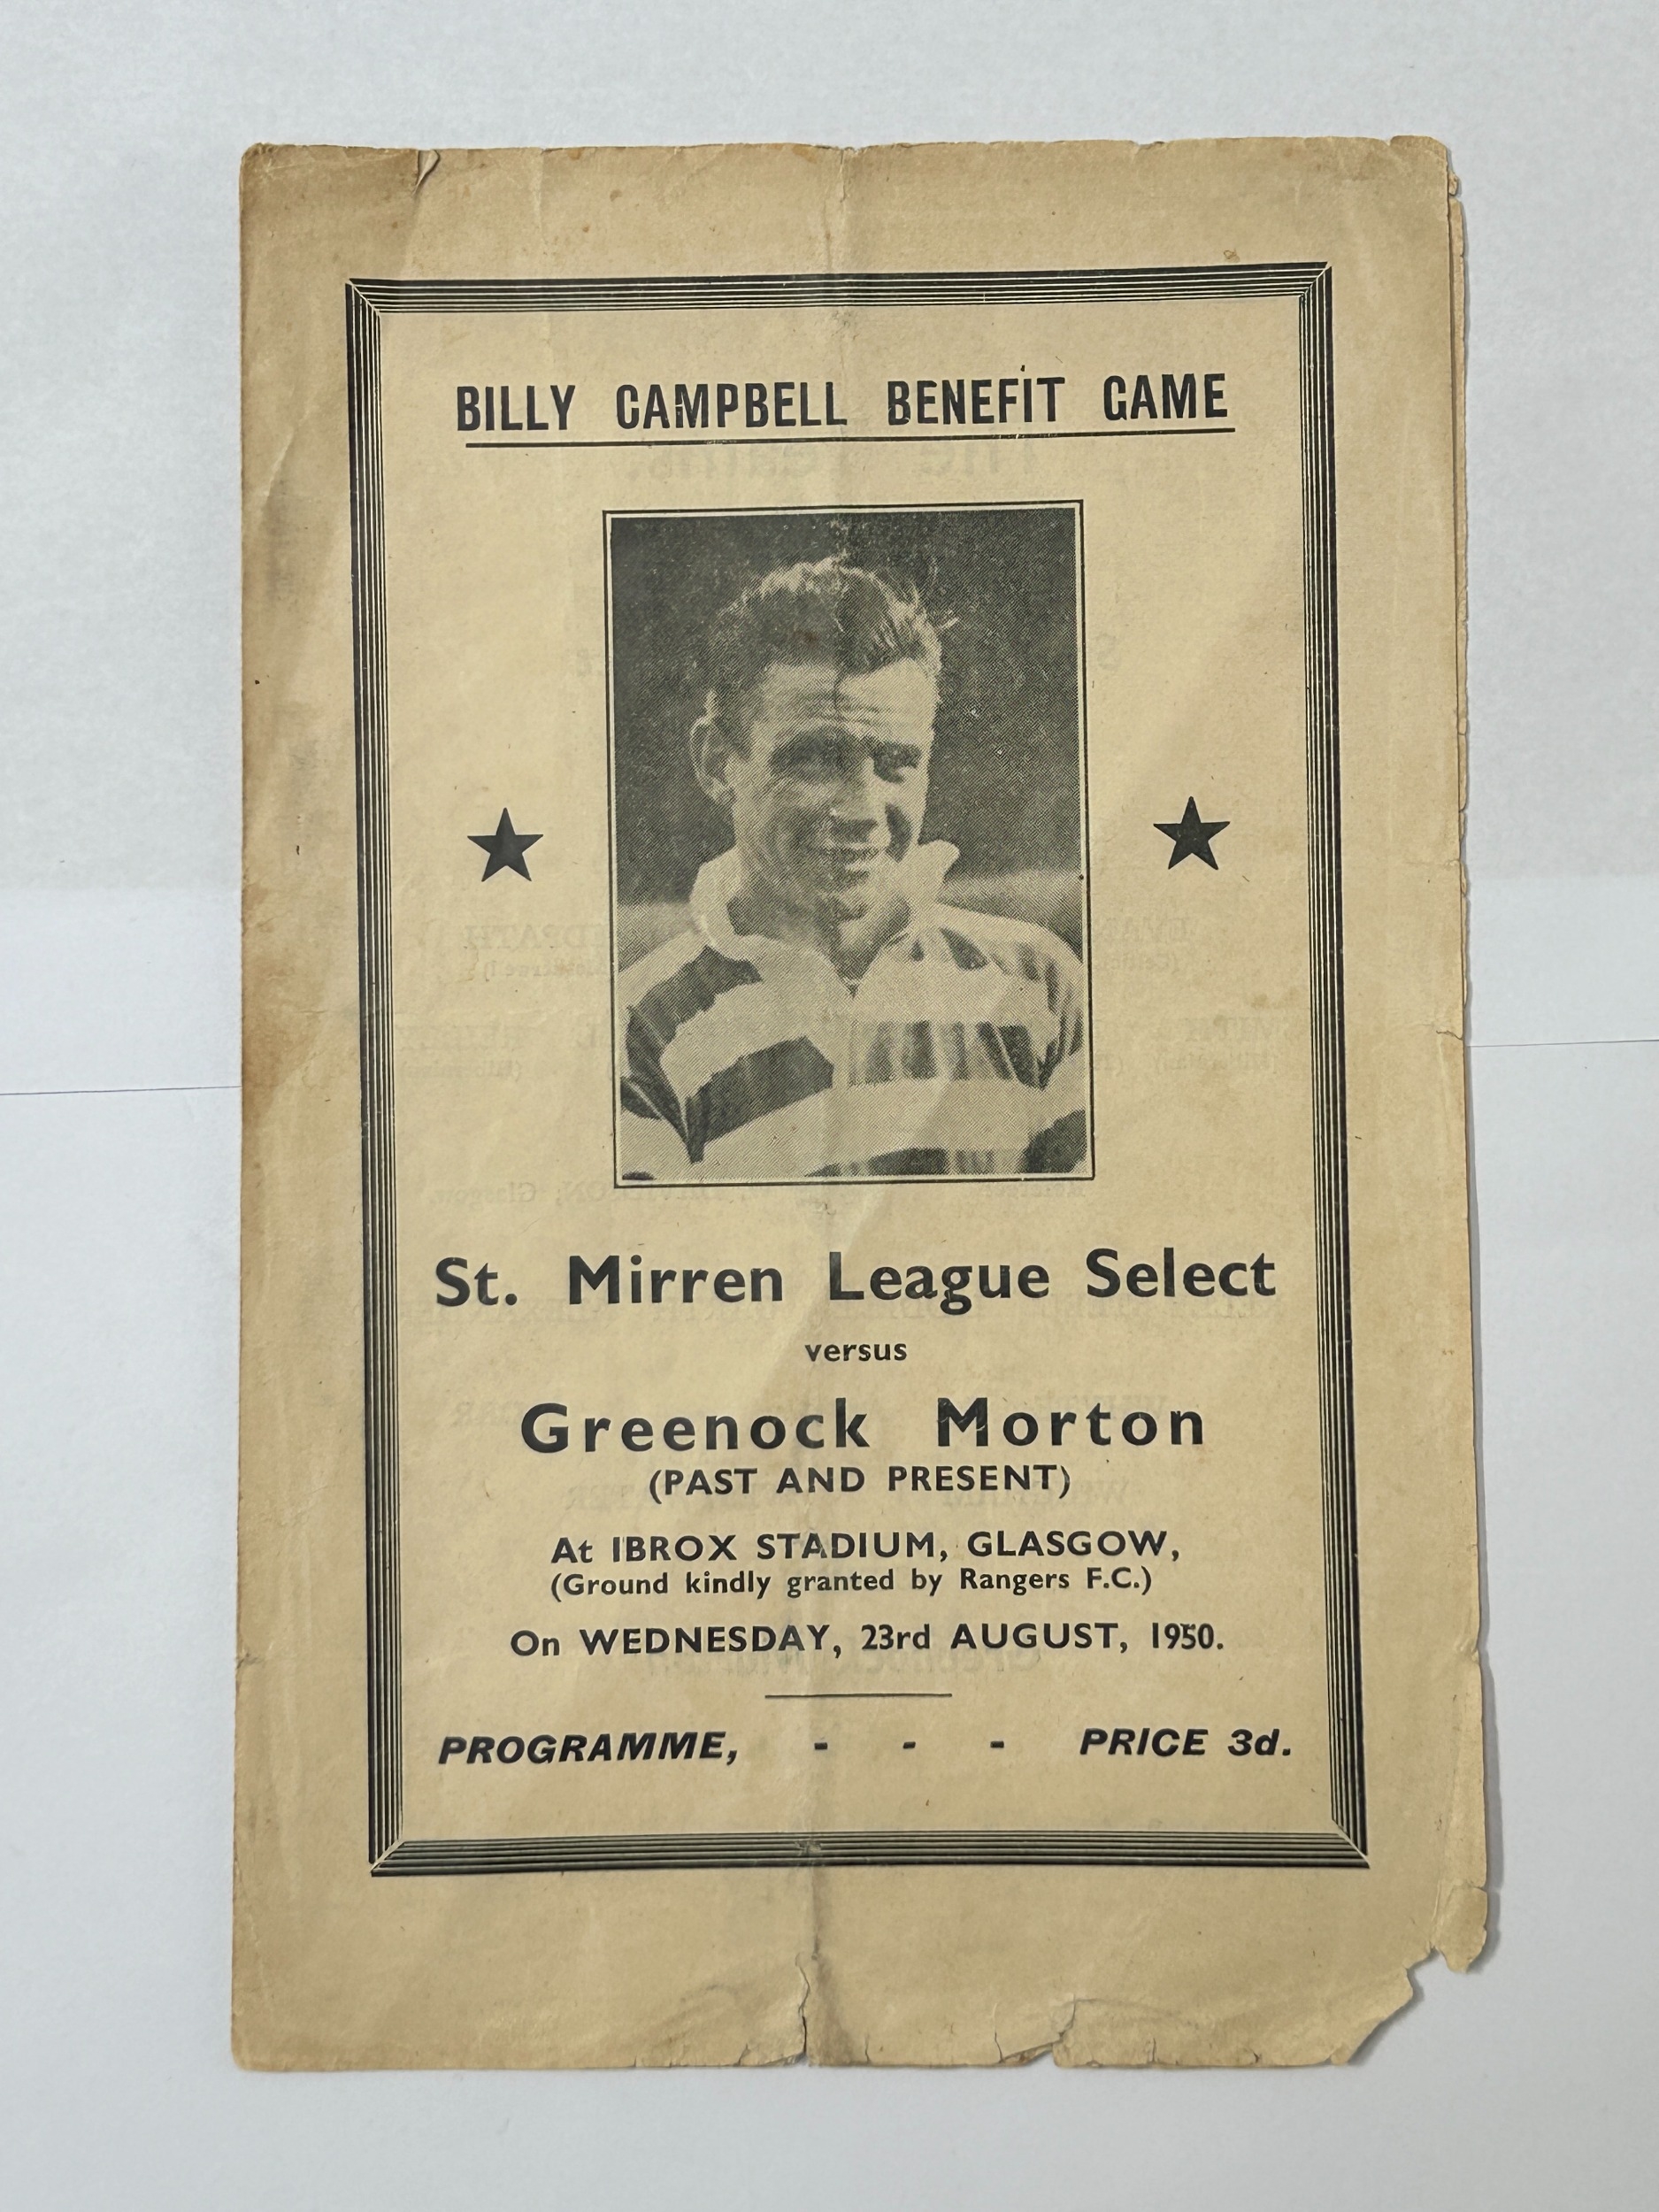 BILLY CAMPBELL BENEFIT GAME
St. Mirren League Select
versus
Greenock Morton
(PAST AND PRESENT)
At IBROX STADIUM, GLASGOW,
(Ground kindly granted by Rangers F.C.)
On WEDNESDAY, 23rd AUGUST, 1950.
PROGRAMME, - - - PRICE 3d.